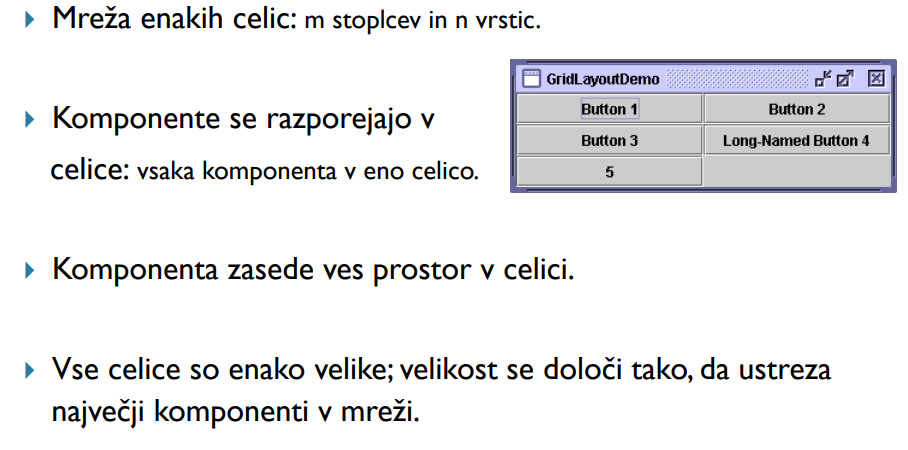 Mreža enakih celic: m stoplcev in n vrstic.
GridLayoutDemo
Button 1
Button 2
Button 3
Long-Named Button 4
5
Komponente se razporejajo v
celice: vsaka komponenta v eno celico.
Komponenta zasede ves prostor v celici.
Vse celice so enako velike; velikost se določi tako, da ustreza
največji komponenti v mreži.